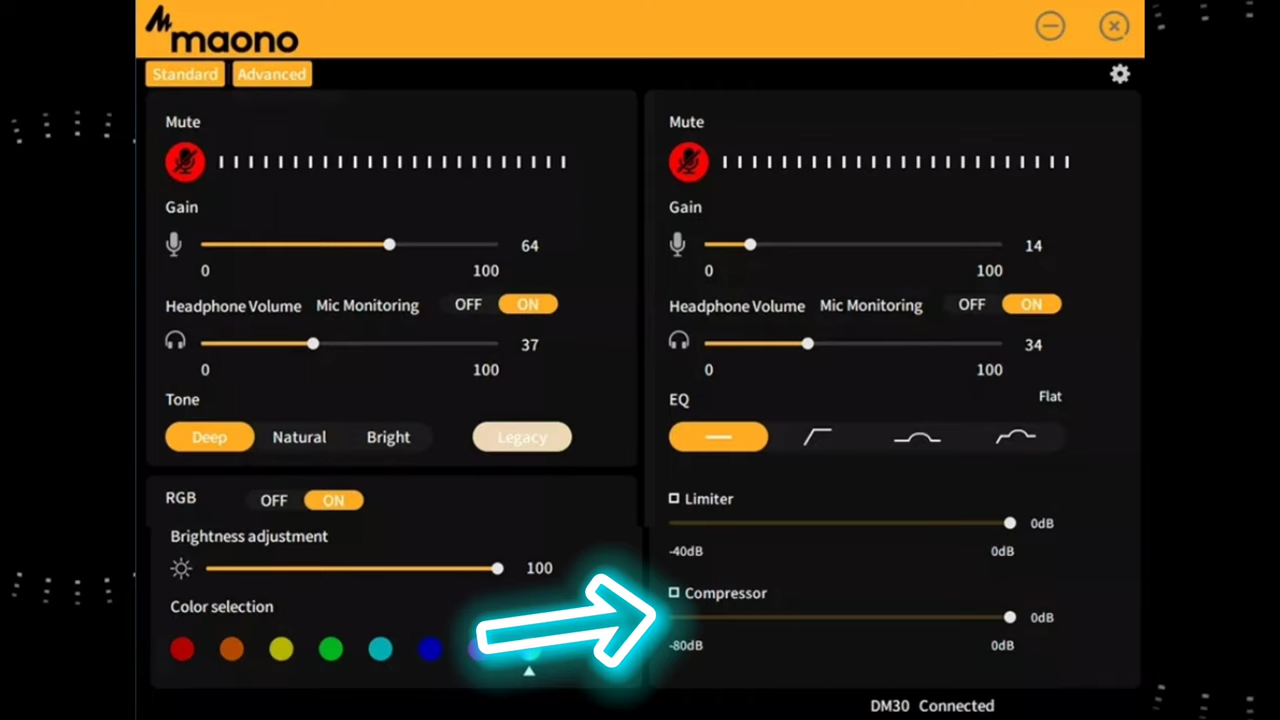 maono
Standard Advanced
Mute
Gain
64
0 100
Headphone Volume Mic Monitoring OFF ON
37
0 100
Tone
Deep Natural Bright Legacy
RGB OFF ON
Brightness adjustment
100
Color selection
Mute
Gain
14
0 100
Headphone Volume Mic Monitoring OFF ON
34
0 100
EQ Flat
Limiter
0dB
-40dB 0dB
Compressor
0dB
-80dB 0dB
DM30 Connected